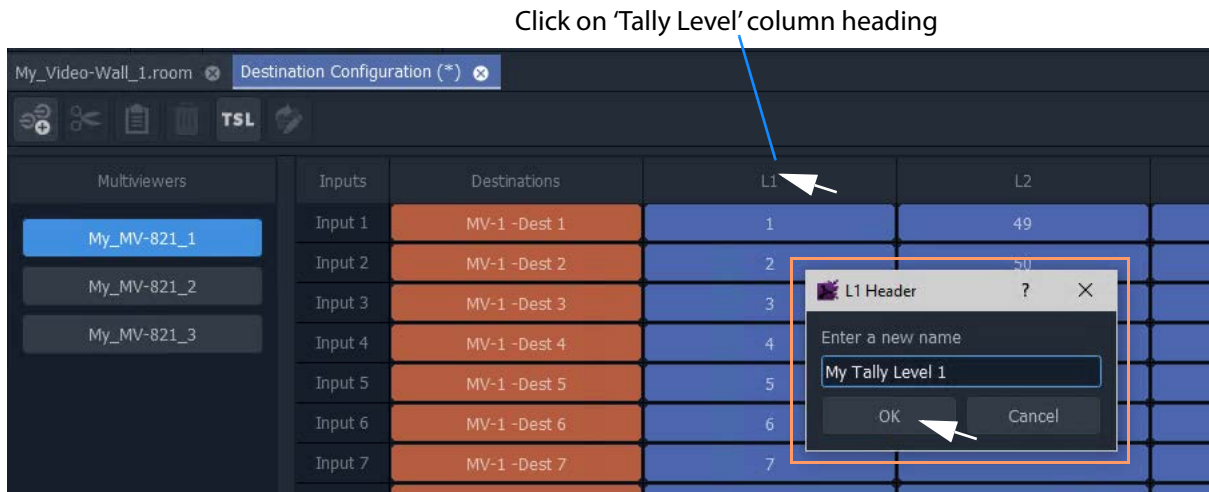 Click on ‘Tally Level’ column heading
My_Video-Wall_1.room Destination Configuration (*)
TSL
Multiviewers Inputs Destinations L1 L2
My_MV-821_1
My_MV-821_2
My_MV-821_3
Input 1 MV-1 -Dest 1 1 49
Input 2 MV-1 -Dest 2 2 50
Input 3 MV-1 -Dest 3 3
Input 4 MV-1 -Dest 4 4
Input 5 MV-1 -Dest 5 5
Input 6 MV-1 -Dest 6 6
Input 7 MV-1 -Dest 7 7
L1 Header ?
Enter a new name
My Tally Level 1
OK Cancel